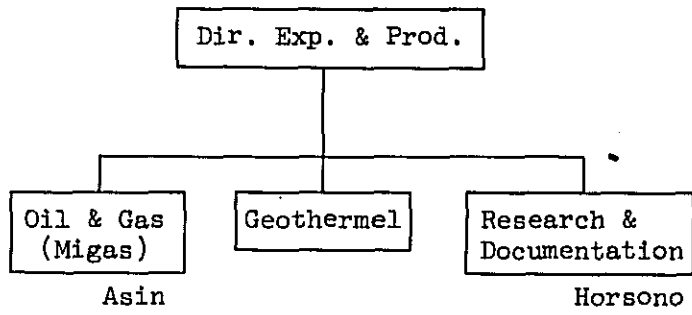 Dir. Exp. & Prod.
Oil & Gas
(Migas)
Geothermel
Research &
Documentation
Asin
Horsono